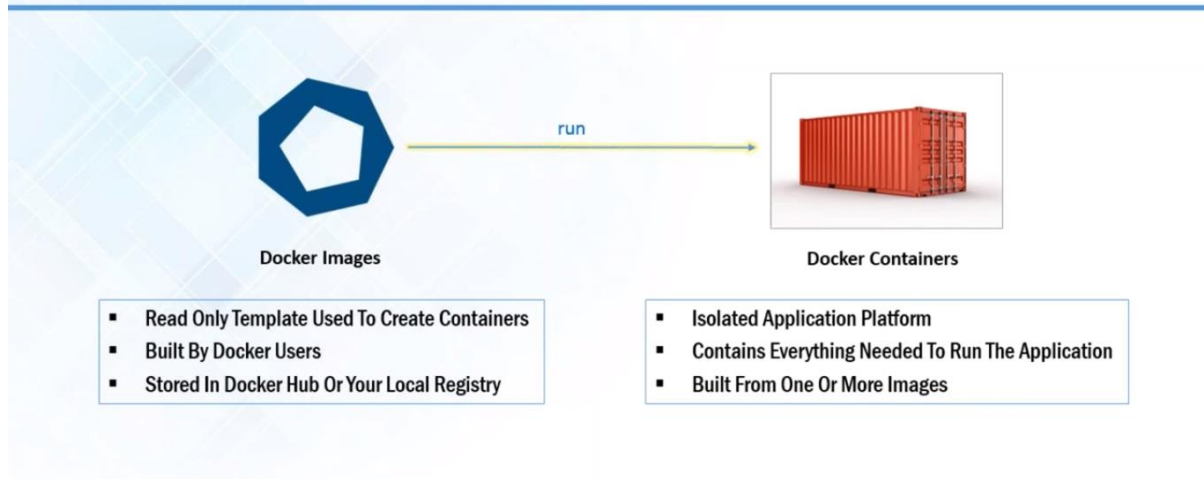 run
Docker Images
Docker Containers
▪ Read Only Template Used To Create Containers
▪ Built By Docker Users
▪ Stored In Docker Hub Or Your Local Registry
▪ Isolated Application Platform
▪ Contains Everything Needed To Run The Application
▪ Built From One Or More Images